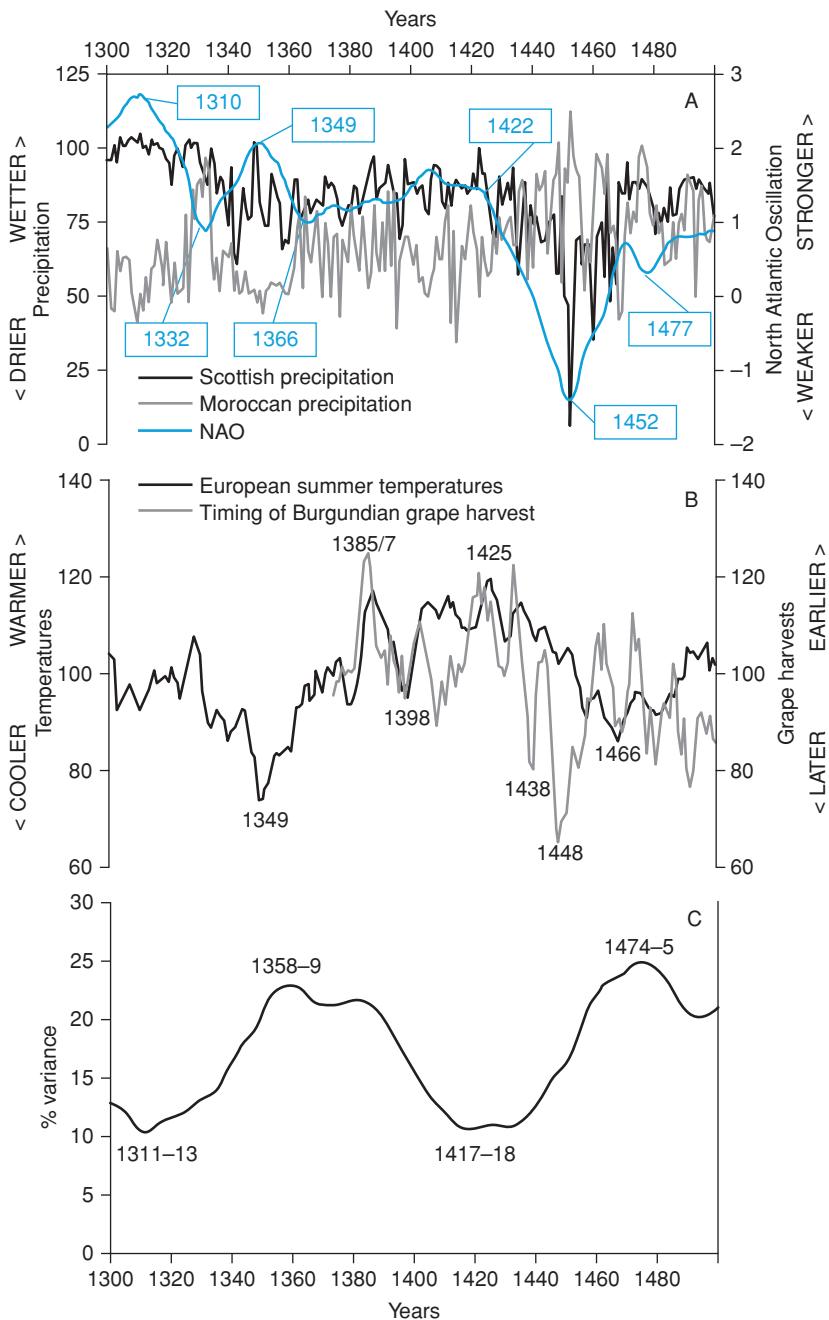 Years
1300 1320 1340 1360 1380 1400 1420 1440 1460 1480
125
100
75
50
25
0
3
2
1
0
−1
−2
A
< DRIER WETTER >
Precipitation
North Atlantic Oscillation
< WEAKER STRONGER >
1310
1349
1422
1332
1366
1477
1452
Scottish precipitation
Moroccan precipitation
NAO
140
120
100
80
60
140
120
100
80
60
B
< COOLER WARMER >
Temperatures
Grape harvests
< LATER EARLIER >
European summer temperatures
Timing of Burgundian grape harvest
1385/7
1425
1398
1466
1438
1349
1448
30
25
20
15
10
5
0
C
% variance
1474–5
1358–9
1311–13
1417–18
1300 1320 1340 1360 1380 1400 1420 1440 1460 1480
Years